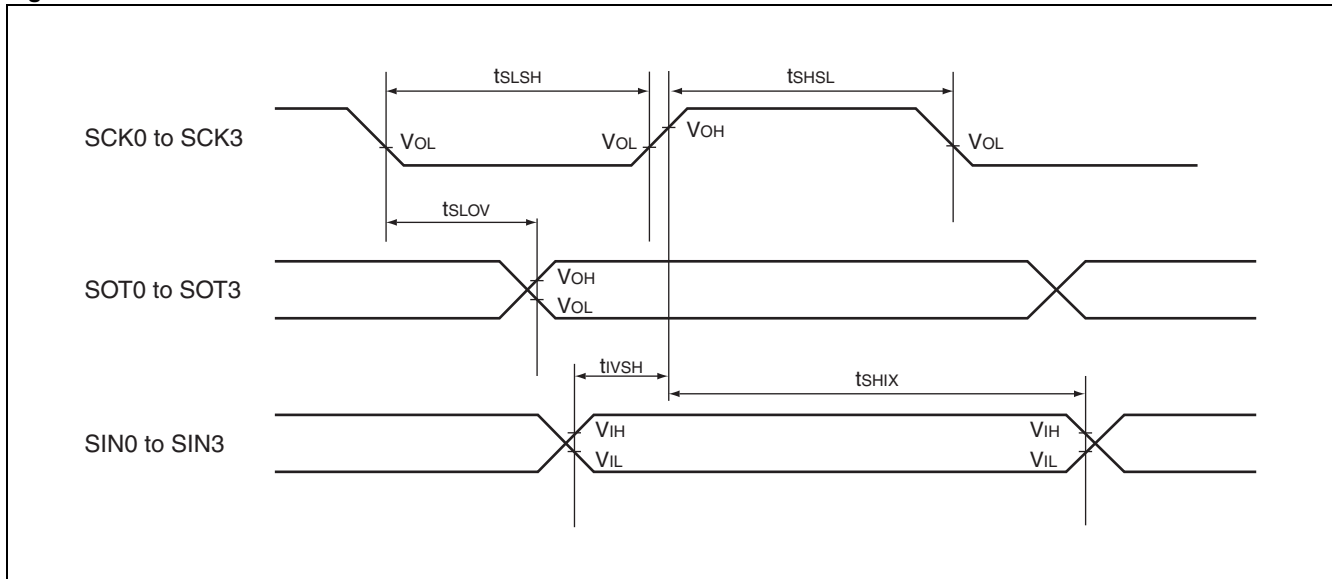 tSLSH
tSHSL
SCK0 to SCK3
VOL
VOL
VOH
VOL
tSLOV
SOT0 to SOT3
VOH
VOL
tIVSH
tSHIX
SIN0 to SIN3
VIH
VIL
VIH
VIL